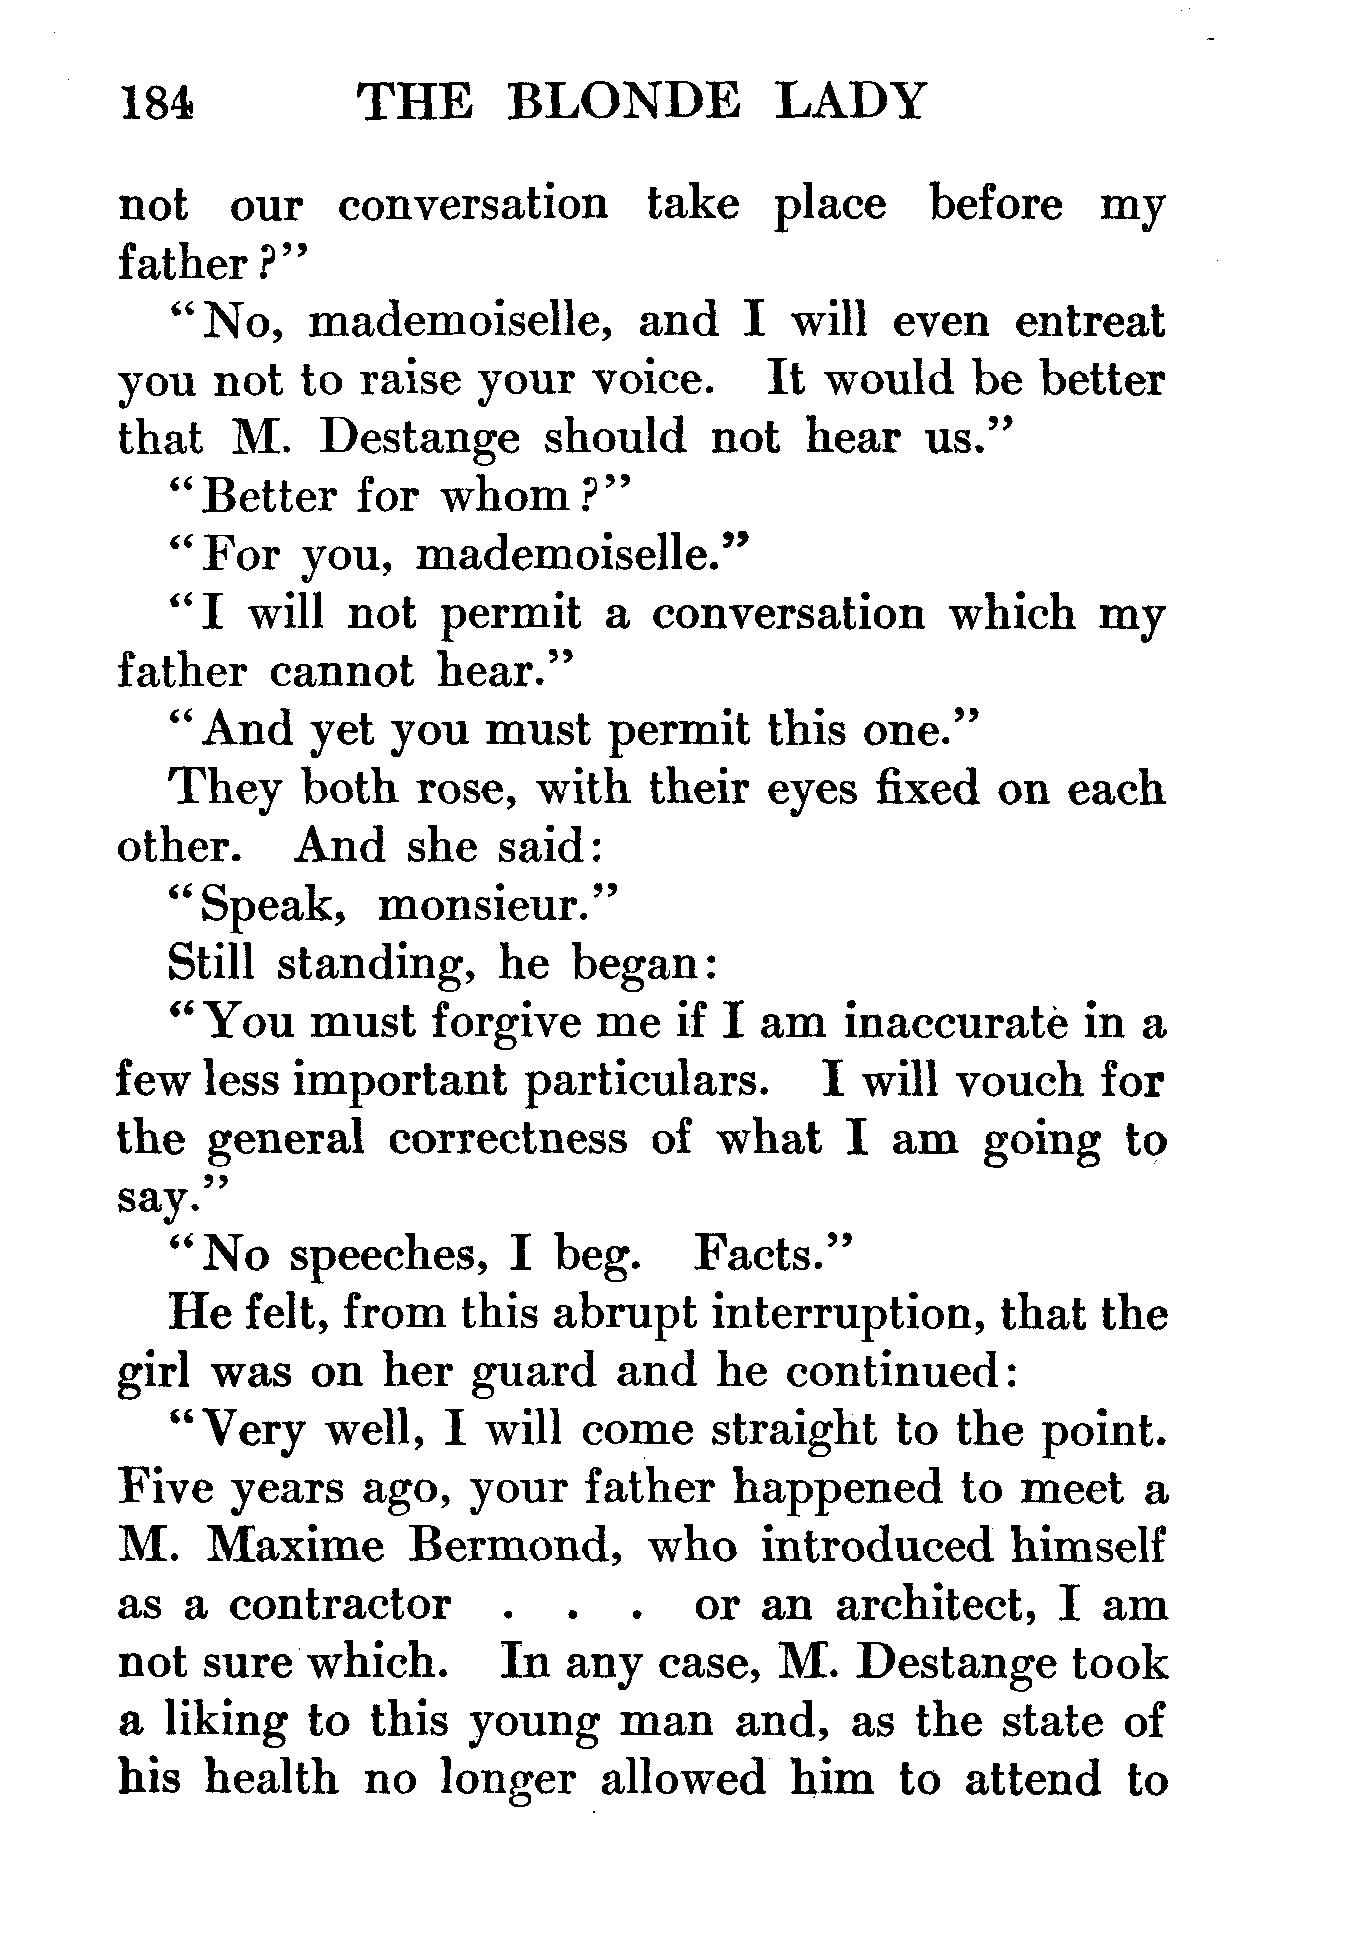 184 THE BLONDE LADY
not our conversation take place before my
father?"
"No, mademoiselle, and I will even entreat
you not to raise your voice. It would be better
that M. Destange should not hear us."
"Better for whom?"
"For you, mademoiselle."
"I will not permit a conversation which my
father cannot hear."
"And yet you must permit this one."
They both rose, with their eyes fixed on each
other. And she said:
"Speak, monsieur."
Still standing, he began:
"You must forgive me if I am inaccurate in a
few less important particulars. I will vouch for
the general correctness of what I am going to
say."
"No speeches, I beg. Facts."
He felt, from this abrupt interruption, that the
girl was on her guard and he continued:
"Very well, I will come straight to the point.
Five years ago, your father happened to meet a
M. Maxime Bermond, who introduced himself
as a contractor . . . or an architect, I am
not sure which. In any case, M. Destange took
a liking to this young man and, as the state of
his health no longer allowed him to attend to